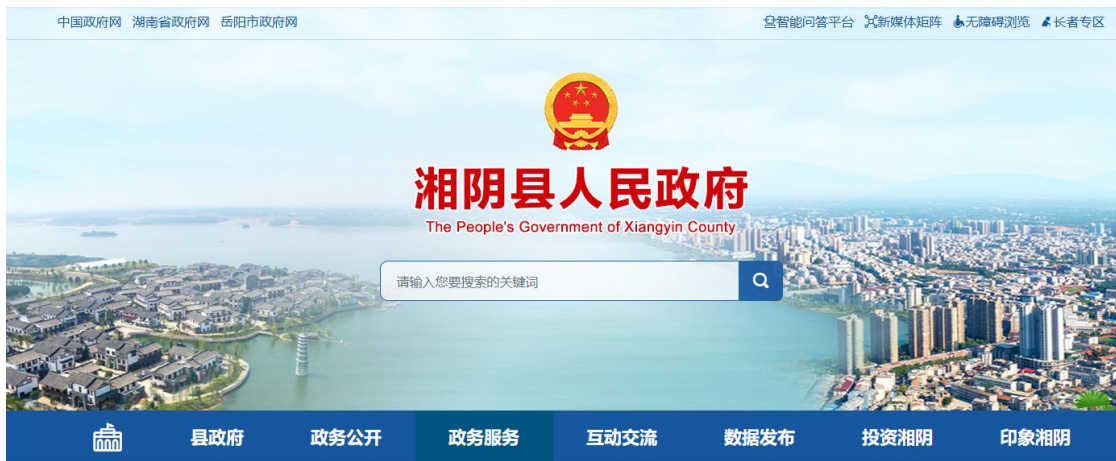 中国政府网 湖南省政府网 岳阳市政府网 智能问答平台 新媒体矩阵 无障碍浏览 长者专区
湘阴县人民政府
The People's Government of Xiangyin County
请输入您要搜索的关键词
县政府 政务公开 政务服务 互动交流 数据发布 投资湘阴 印象湘阴